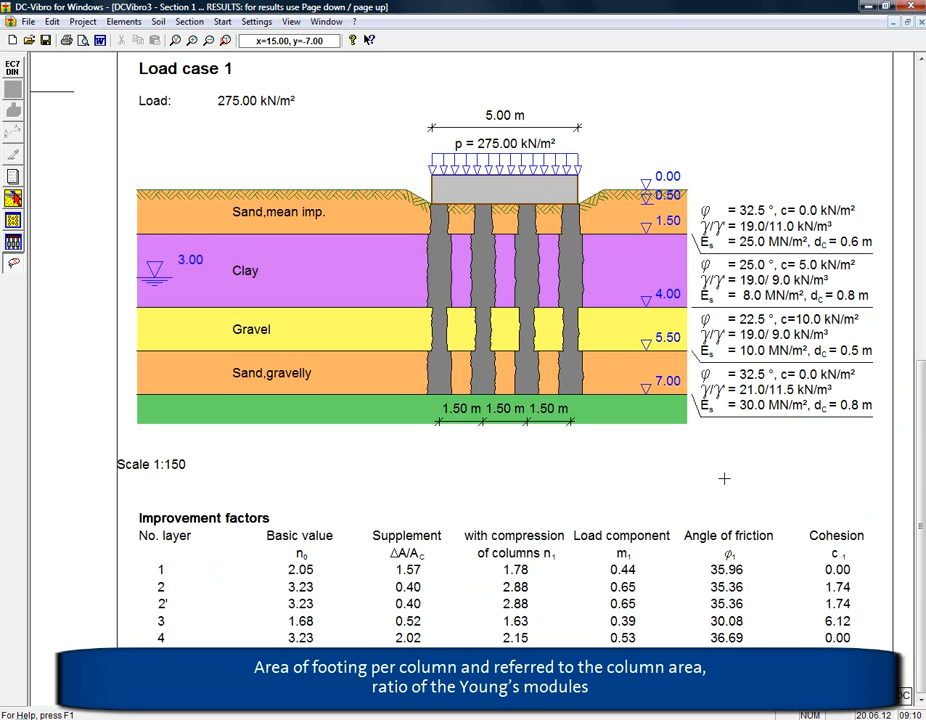 DC-Vibro for Windows - [DCVibro3 - Section 1 ... RESULTS: for results use Page down / page up]
File Edit Project Elements Soil Section Start Settings View Window ?
x=15.00, y=-7.00
EC7
DIN
Load case 1
Load: 275.00 kN/m²
5.00 m
p = 275.00 kN/m²
0.00
0.50
Sand,mean imp.
1.50
φ = 32.5 °, c= 0.0 kN/m²
γ/γ' = 19.0/11.0 kN/m³
Es = 25.0 MN/m², dC = 0.6 m
3.00
Clay
4.00
φ = 25.0 °, c= 5.0 kN/m²
γ/γ' = 19.0/ 9.0 kN/m³
Es = 8.0 MN/m², dC = 0.8 m
Gravel
5.50
φ = 22.5 °, c=10.0 kN/m²
γ/γ' = 19.0/ 9.0 kN/m³
Es = 10.0 MN/m², dC = 0.5 m
Sand,gravelly
7.00
φ = 32.5 °, c= 0.0 kN/m²
γ/γ' = 21.0/11.5 kN/m³
Es = 30.0 MN/m², dC = 0.8 m
1.50 m 1.50 m 1.50 m
Scale 1:150
Improvement factors
No. layer Basic value Supplement with compression Load component Angle of friction Cohesion
n0 ΔA/AC of columns n1 m1 φ1 c1
1 2.05 1.57 1.78 0.44 35.96 0.00
2 3.23 0.40 2.88 0.65 35.36 1.74
2' 3.23 0.40 2.88 0.65 35.36 1.74
3 1.68 0.52 1.63 0.39 30.08 6.12
4 3.23 2.02 2.15 0.53 36.69 0.00
Area of footing per column and referred to the column area,
ratio of the Young's modules
For Help, press F1
NUM 20.06.12 09:10